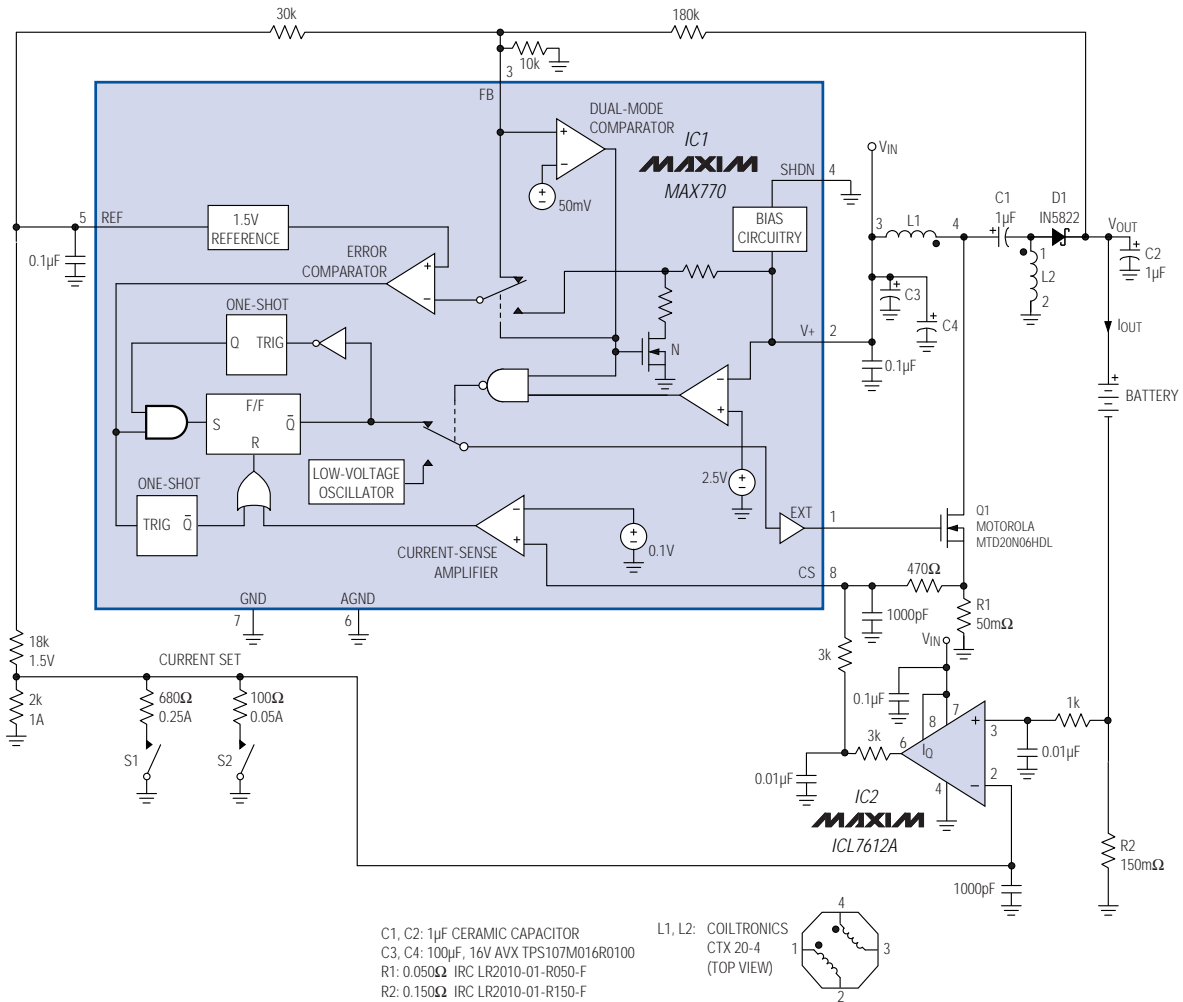 30k
180k
10k
3
FB
DUAL-MODE
COMPARATOR
+
−
50mV
IC1
MAXIM
MAX770
SHDN 4
BIAS
CIRCUITRY
VIN
3 L1 4
C1
1µF
D1
IN5822
VOUT
C2
1µF
1
L2
2
5 REF
1.5V
REFERENCE
0.1µF
ERROR
COMPARATOR
+
−
C3
C4
V+ 2
0.1µF
IOUT
BATTERY
ONE-SHOT
Q TRIG
N
−
+
F/F
S Q
R
LOW-VOLTAGE
OSCILLATOR
2.5V
ONE-SHOT
TRIG Q
CURRENT-SENSE
AMPLIFIER
−
+
0.1V
EXT 1
Q1
MOTOROLA
MTD20N06HDL
CS 8
470Ω
1000pF
R1
50mΩ
GND
7
AGND
6
18k
1.5V
CURRENT SET
2k
1A
680Ω
0.25A
100Ω
0.05A
S1
S2
3k
VIN
0.1µF
8 7
IQ
6
3k
+
3
2
−
4
1k
0.01µF
0.01µF
IC2
MAXIM
ICL7612A
R2
150mΩ
1000pF
C1, C2: 1µF CERAMIC CAPACITOR
C3, C4: 100µF, 16V AVX TPS107M016R0100
R1: 0.050Ω IRC LR2010-01-R050-F
R2: 0.150Ω IRC LR2010-01-R150-F
L1, L2: COILTRONICS
CTX 20-4
(TOP VIEW)
4
1
3
2